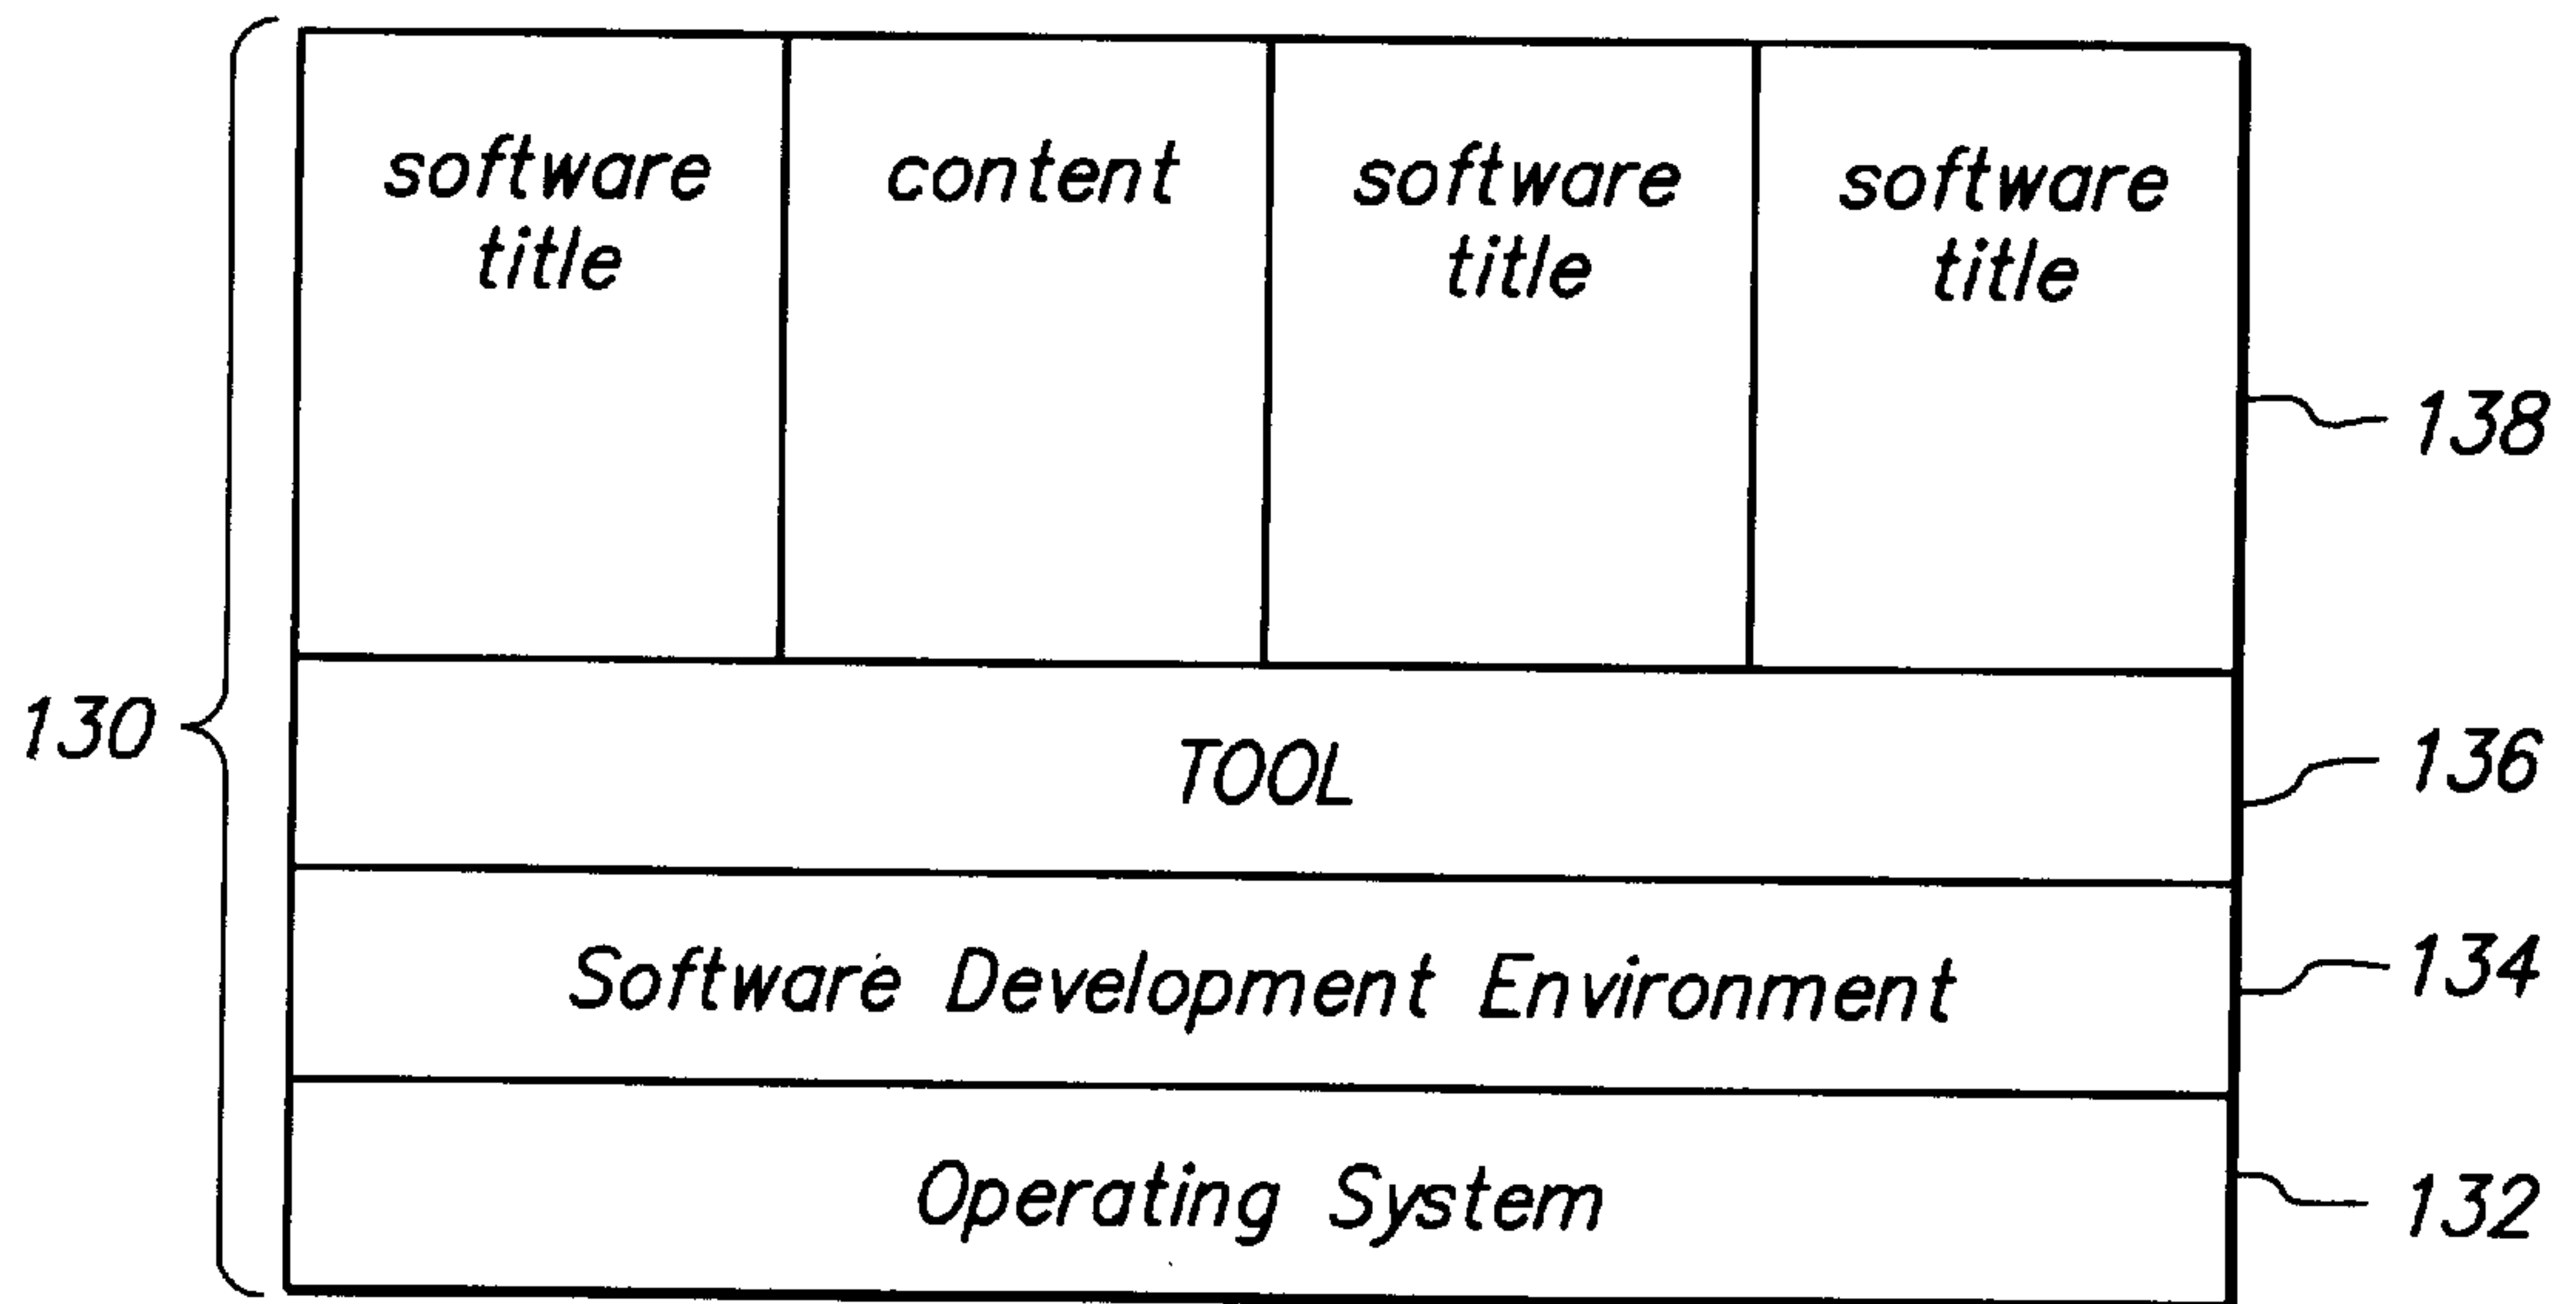 software
title
content
software
title
software
title
138
130
TOOL
136
Software Development Environment
134
Operating System
132